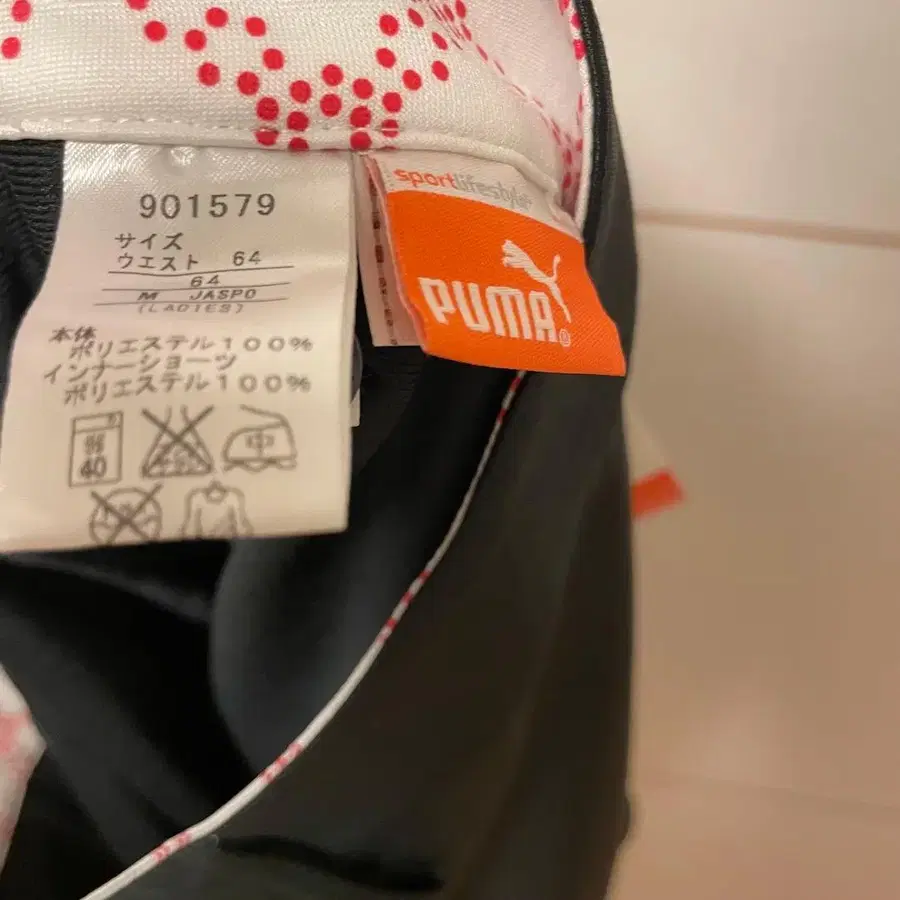 901579
サイズ
ウエスト 64
64
M JASPO
(LADIES)
本体
ポリエステル100%
インナーショーツ
ポリエステル100%
40
中
sportlifestyle®
PUMA®